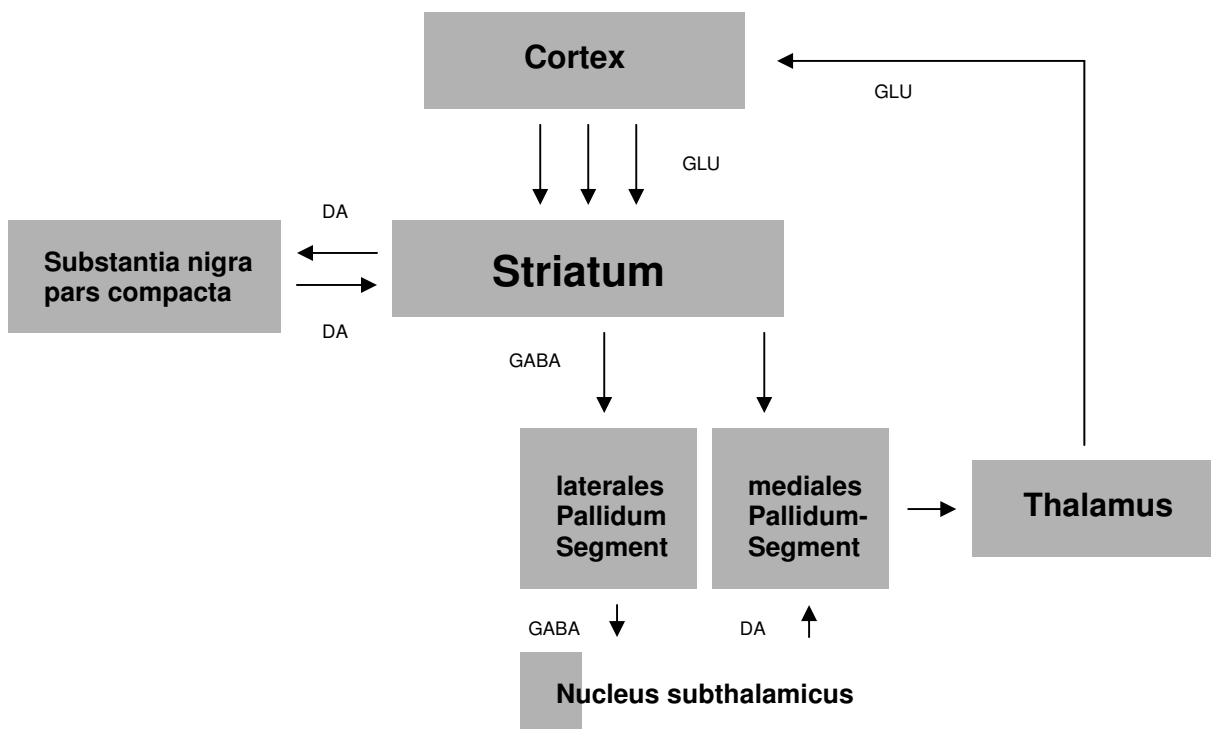 Cortex
GLU
GLU
DA
Substantia nigra
pars compacta
Striatum
DA
GABA
laterales
Pallidum
Segment
mediales
Pallidum-
Segment
Thalamus
GABA
DA
Nucleus subthalamicus